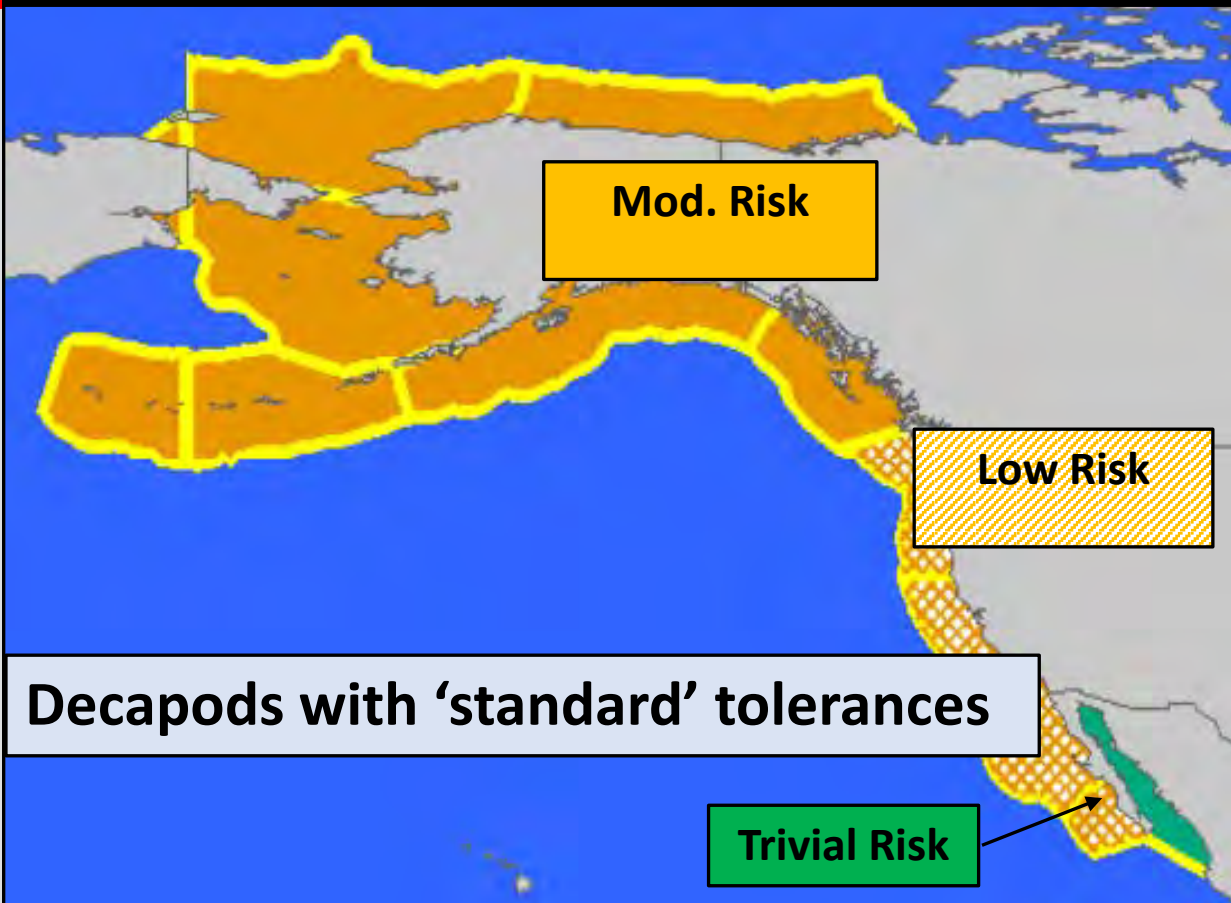 Mod. Risk
Low Risk
Decapods with ‘standard’ tolerances
Trivial Risk